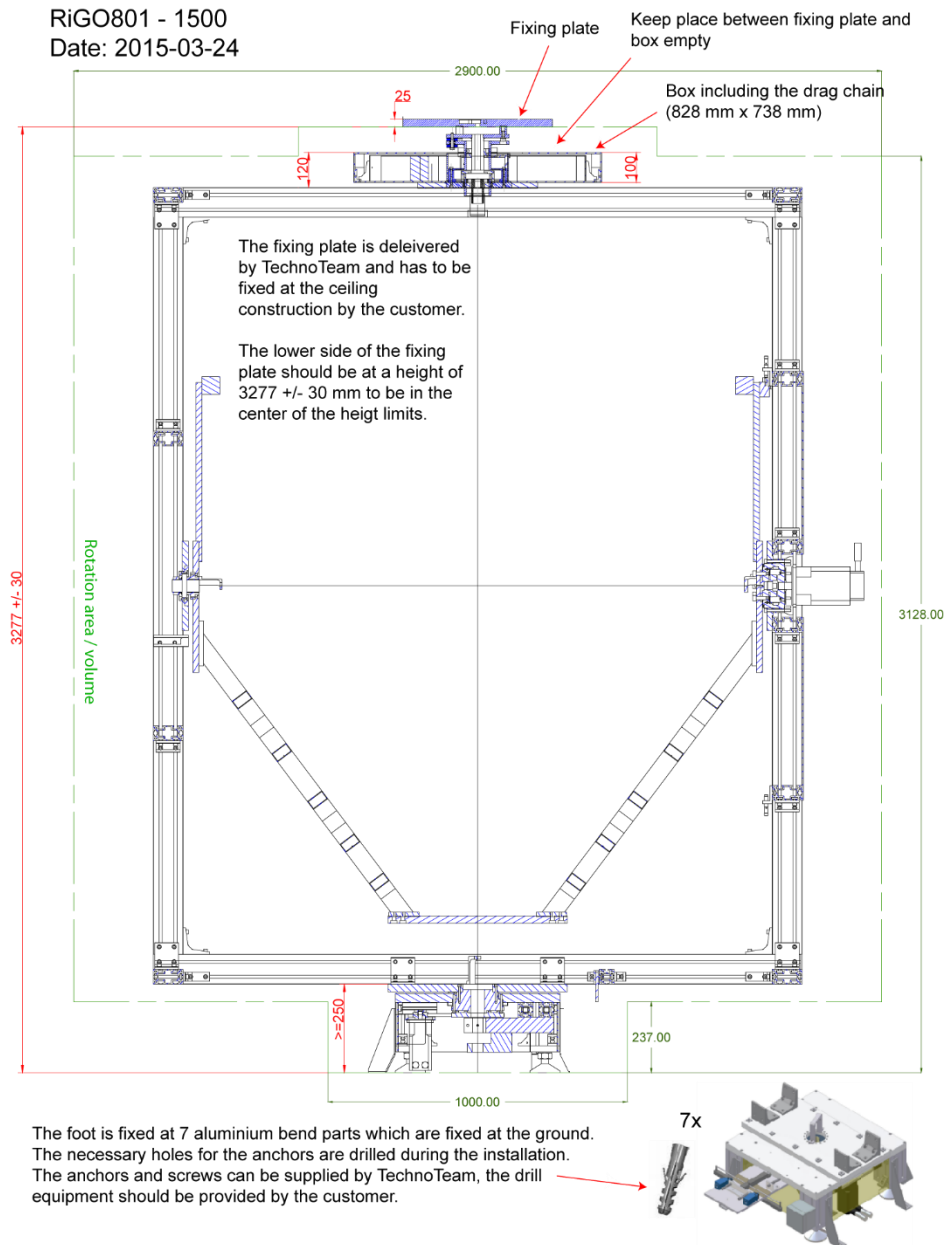 RiGO801 - 1500
Date: 2015-03-24
Fixing plate
Keep place between fixing plate and
box empty
2900.00
Box including the drag chain
(828 mm x 738 mm)
25
120
100
The fixing plate is deleivered
by TechnoTeam and has to be
fixed at the ceiling
construction by the customer.
The lower side of the fixing
plate should be at a height of
3277 +/- 30 mm to be in the
center of the heigt limits.
3277 +/- 30
Rotation area / volume
3128.00
>=250
237.00
1000.00
The foot is fixed at 7 aluminium bend parts which are fixed at the ground.
The necessary holes for the anchors are drilled during the installation.
The anchors and screws can be supplied by TechnoTeam, the drill
equipment should be provided by the customer.
7x